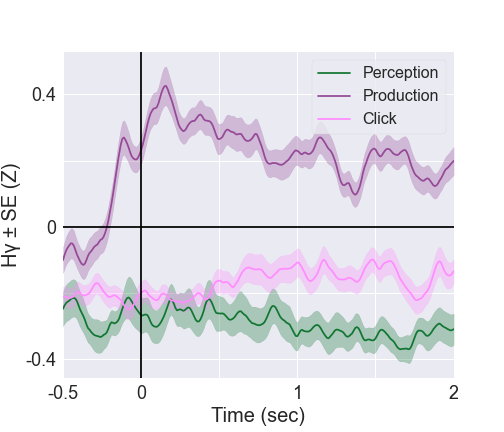 Perception
Production
Click
0.4
0
-0.4
Hγ ± SE (Z)
-0.5
0
1
2
Time (sec)